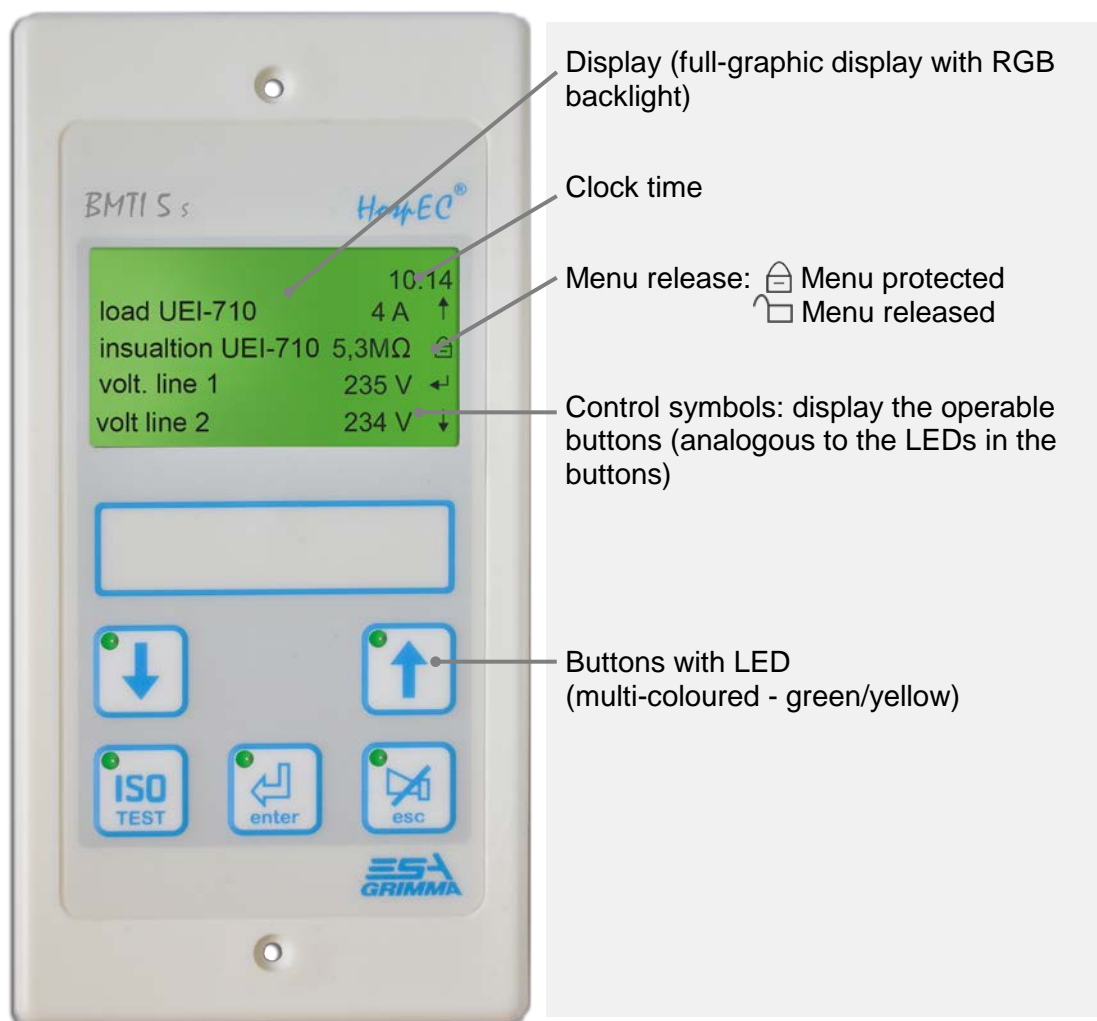 Display (full-graphic display with RGB
backlight)
Clock time
Menu release: Menu protected
Menu released
Control symbols: display the operable
buttons (analogous to the LEDs in the
buttons)
Buttons with LED
(multi-coloured - green/yellow)
BMTI 5 s HospEC®
10:14
load UEI-710 4 A ↑
insualtion UEI-710 5,3MΩ
volt. line 1 235 V ↵
volt line 2 234 V ↓
ISO
TEST
enter
esc
ESA
GRIMMA